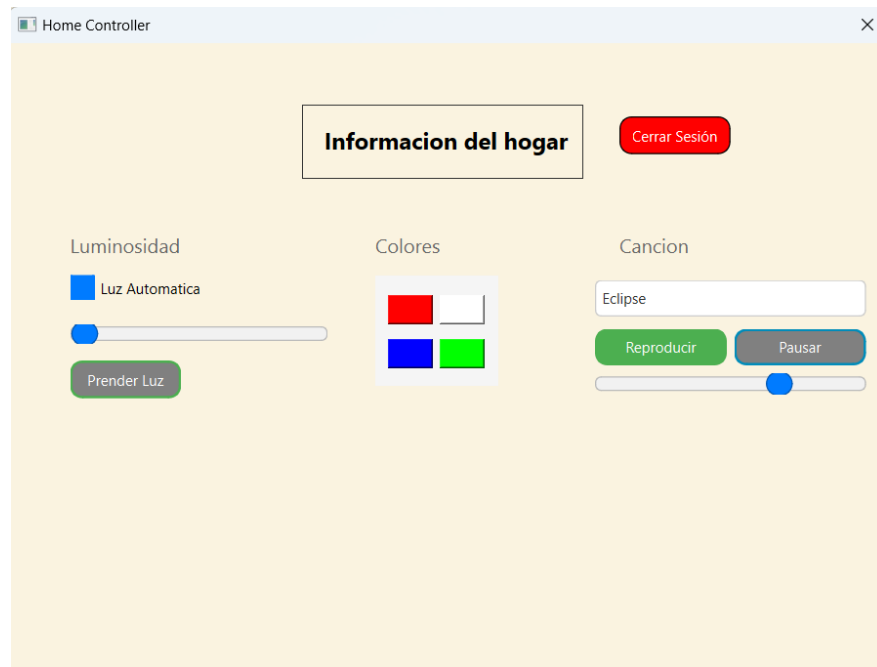 Home Controller
Informacion del hogar
Cerrar Sesión
Luminosidad
Colores
Cancion
Luz Automatica
Eclipse
Reproducir
Pausar
Prender Luz